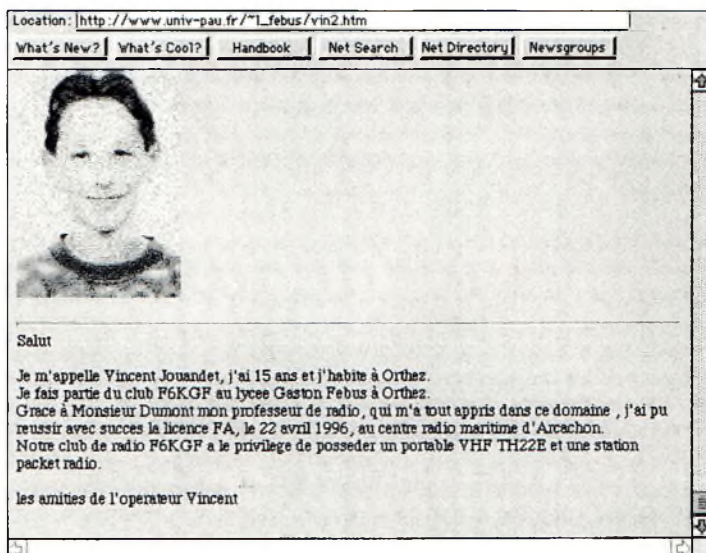 Location: http://www.univ-pau.fr/~l_febus/vin2.htm
What's New? What's Cool? Handbook Net Search Net Directory Newsgroups
Salut
Je m'appelle Vincent Jouandet, j'ai 15 ans et j'habite à Orthez.
Je fais partie du club F6KGF au lycee Gaston Febus à Orthez.
Grace à Monsieur Dumont mon professeur de radio, qui m'a tout appris dans ce domaine , j'ai pu
reussir avec succes la licence FA, le 22 avril 1996, au centre radio maritime d'Arcachon.
Notre club de radio F6KGF a le privilege de posseder un portable VHF TH22E et une station
packet radio.
les amities de l'operateur Vincent